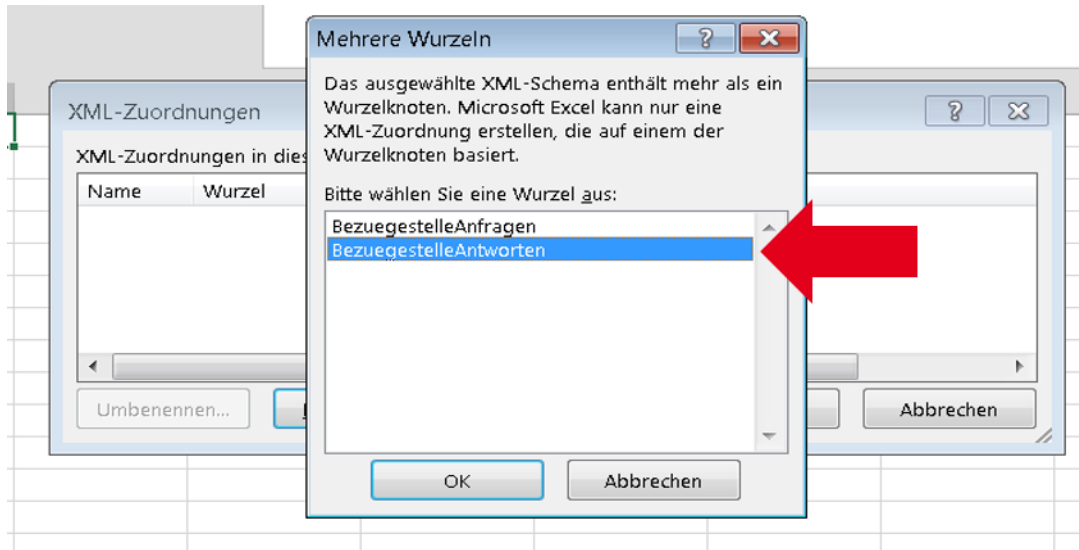 Mehrere Wurzeln
Das ausgewählte XML-Schema enthält mehr als ein
Wurzelknoten. Microsoft Excel kann nur eine
XML-Zuordnung erstellen, die auf einem der
Wurzelknoten basiert.
Bitte wählen Sie eine Wurzel aus:
BezuegestelleAnfragen
BezuegestelleAntworten
OK Abbrechen
XML-Zuordnungen
XML-Zuordnungen in
Name Wurzel
Umbenennen... Abbrechen